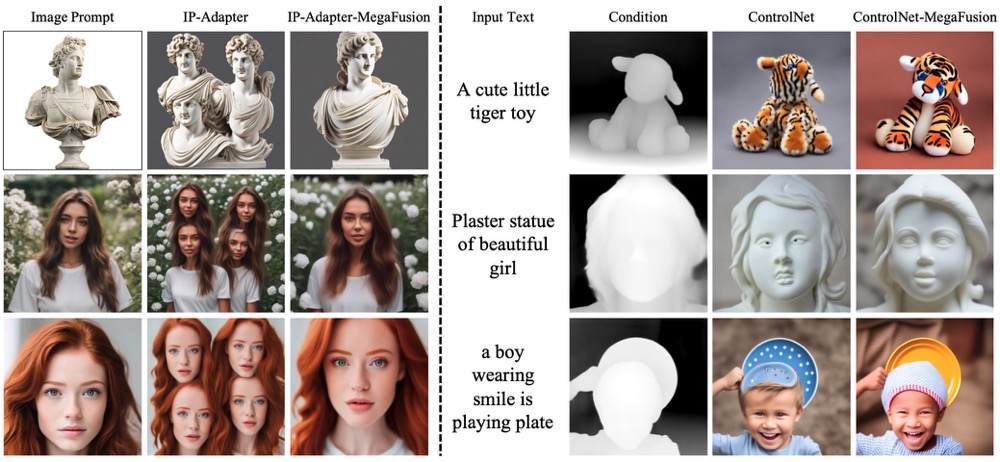 Image Prompt
IP-Adapter
IP-Adapter-MegaFusion
Input Text
Condition
ControlNet
ControlNet-MegaFusion
A cute little
tiger toy
Plaster statue
of beautiful
girl
a boy
wearing
smile is
playing plate